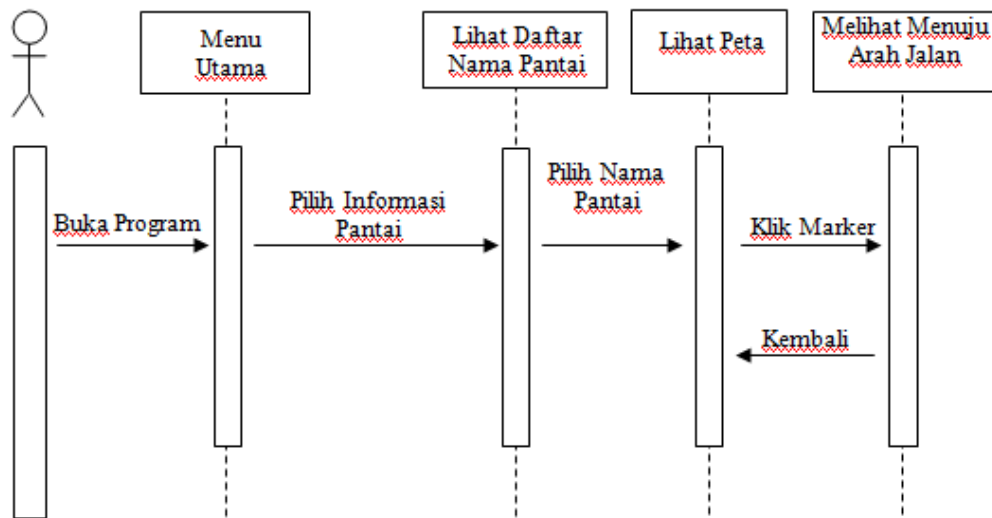 Menu
Utama
Lihat Daftar
Nama Pantai
Lihat Peta
Melihat Menuju
Arah Jalan
Buka Program
Pilih Informasi
Pantai
Pilih Nama
Pantai
Klik Marker
Kembali